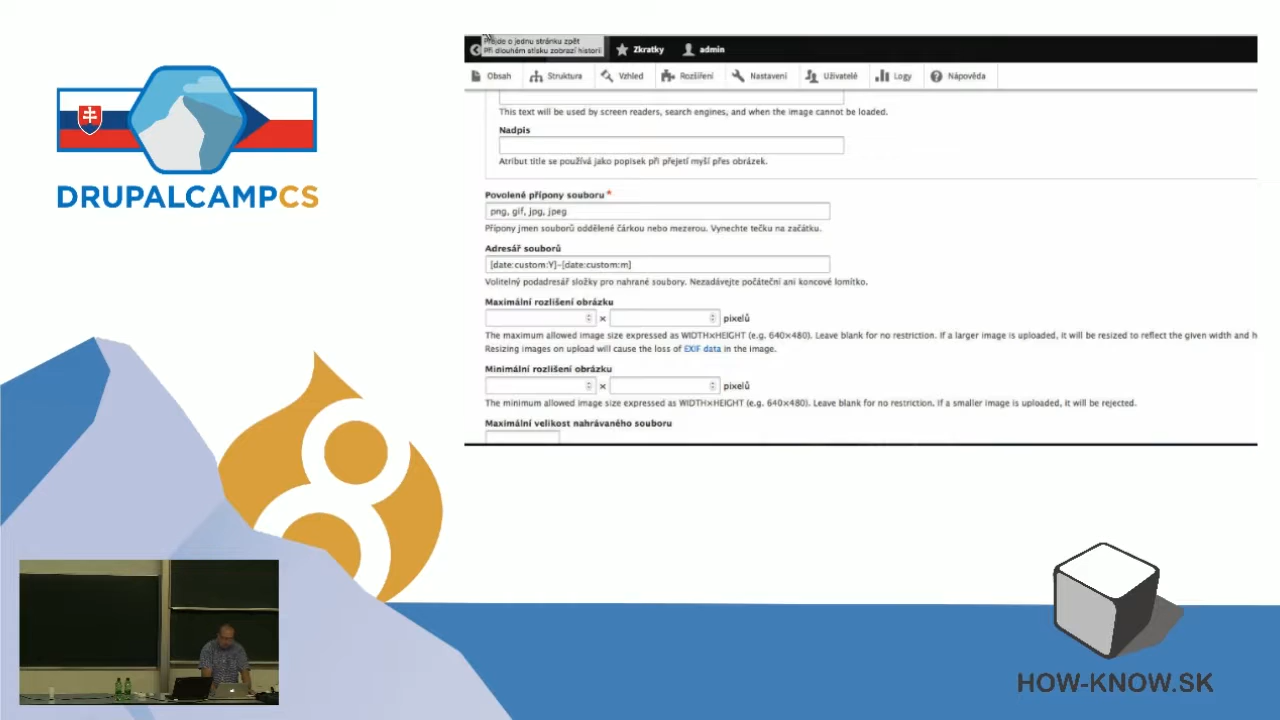 DRUPALCAMPCS
Přejde o jednu stránku zpět
Při dlouhém stisku zobrazí historii
Zkratky
admin
Obsah
Struktura
Vzhled
Rozšíření
Nastavení
Uživatelé
Logy
Nápověda
This text will be used by screen readers, search engines, and when the image cannot be loaded.
Nadpis
Atribut title se používá jako popisek při přejetí myší přes obrázek.
Povolené přípony souboru *
png, gif, jpg, jpeg
Přípony jmen souborů oddělené čárkou nebo mezerou. Vynechte tečku na začátku.
Adresář souborů
[date:custom:Y]-[date:custom:m]
Volitelný podadresář složky pro nahrané soubory. Nezadávejte počáteční ani koncové lomítko.
Maximální rozlišení obrázku
× pixelů
The maximum allowed image size expressed as WIDTH×HEIGHT (e.g. 640×480). Leave blank for no restriction. If a larger image is uploaded, it will be resized to reflect the given width and h
Resizing images on upload will cause the loss of EXIF data in the image.
Minimální rozlišení obrázku
× pixelů
The minimum allowed image size expressed as WIDTH×HEIGHT (e.g. 640×480). Leave blank for no restriction. If a smaller image is uploaded, it will be rejected.
Maximální velikost nahrávaného souboru
HOW-KNOW.SK